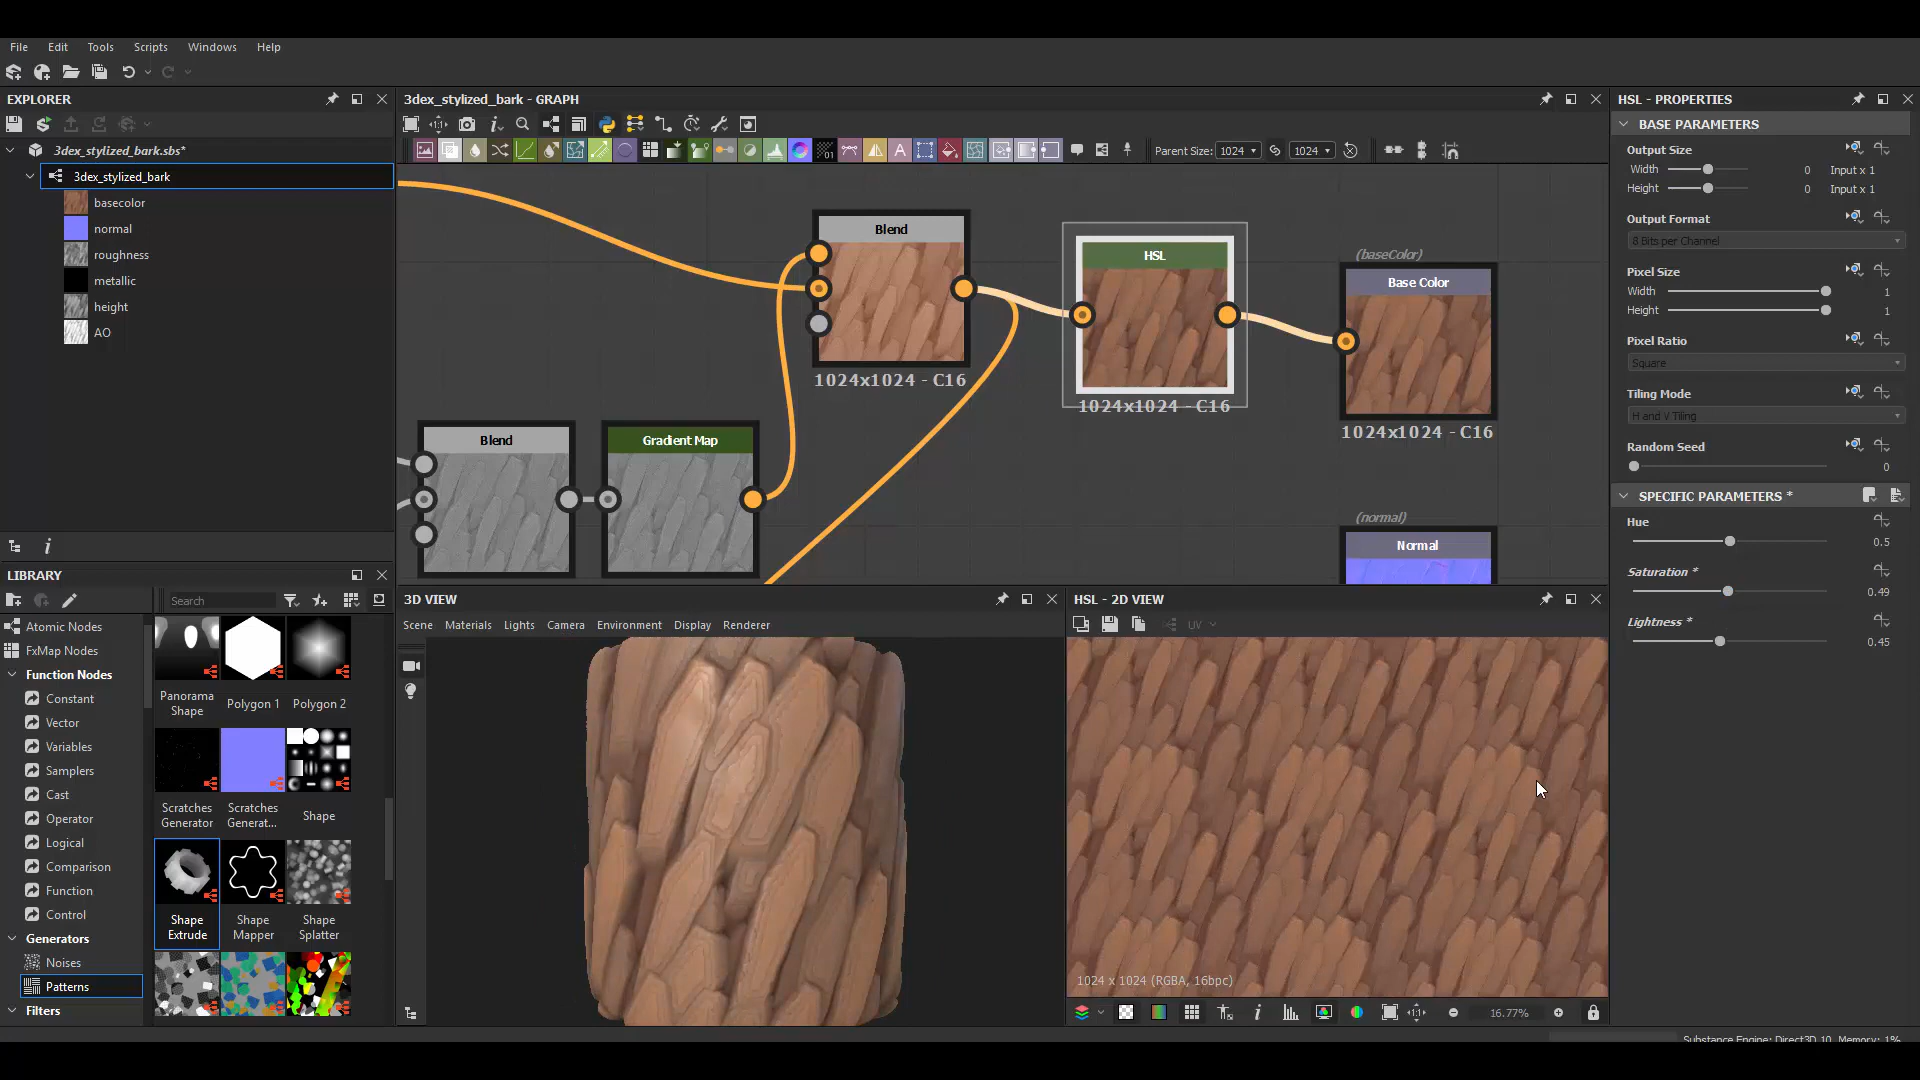 File Edit Tools Scripts Windows Help
EXPLORER
3dex_stylized_bark.sbs*
3dex_stylized_bark
basecolor
normal
roughness
metallic
height
AO
LIBRARY
Search
Atomic Nodes
FxMap Nodes
Function Nodes
Constant
Vector
Variables
Samplers
Cast
Operator
Logical
Comparison
Function
Control
Generators
Noises
Patterns
Filters
Panorama Shape
Polygon 1
Polygon 2
Scratches Generator
Scratches Generat...
Shape
Shape Extrude
Shape Mapper
Shape Splatter
3dex_stylized_bark - GRAPH
Parent Size: 1024 1024
Blend
1024x1024 - C16
HSL
1024x1024 - C16
(baseColor)
Base Color
1024x1024 - C16
Blend
Gradient Map
(normal)
Normal
3D VIEW
Scene Materials Lights Camera Environment Display Renderer
HSL - 2D VIEW
UV
1024 x 1024 (RGBA, 16bpc)
16.77%
HSL - PROPERTIES
BASE PARAMETERS
Output Size
Width 0 Input x 1
Height 0 Input x 1
Output Format
8 Bits per Channel
Pixel Size
Width 1
Height 1
Pixel Ratio
Square
Tiling Mode
H and V Tiling
Random Seed
0
SPECIFIC PARAMETERS *
Hue
0.5
Saturation *
0.49
Lightness *
0.45
Substance Engine: Direct3D 10 Memory: 1%